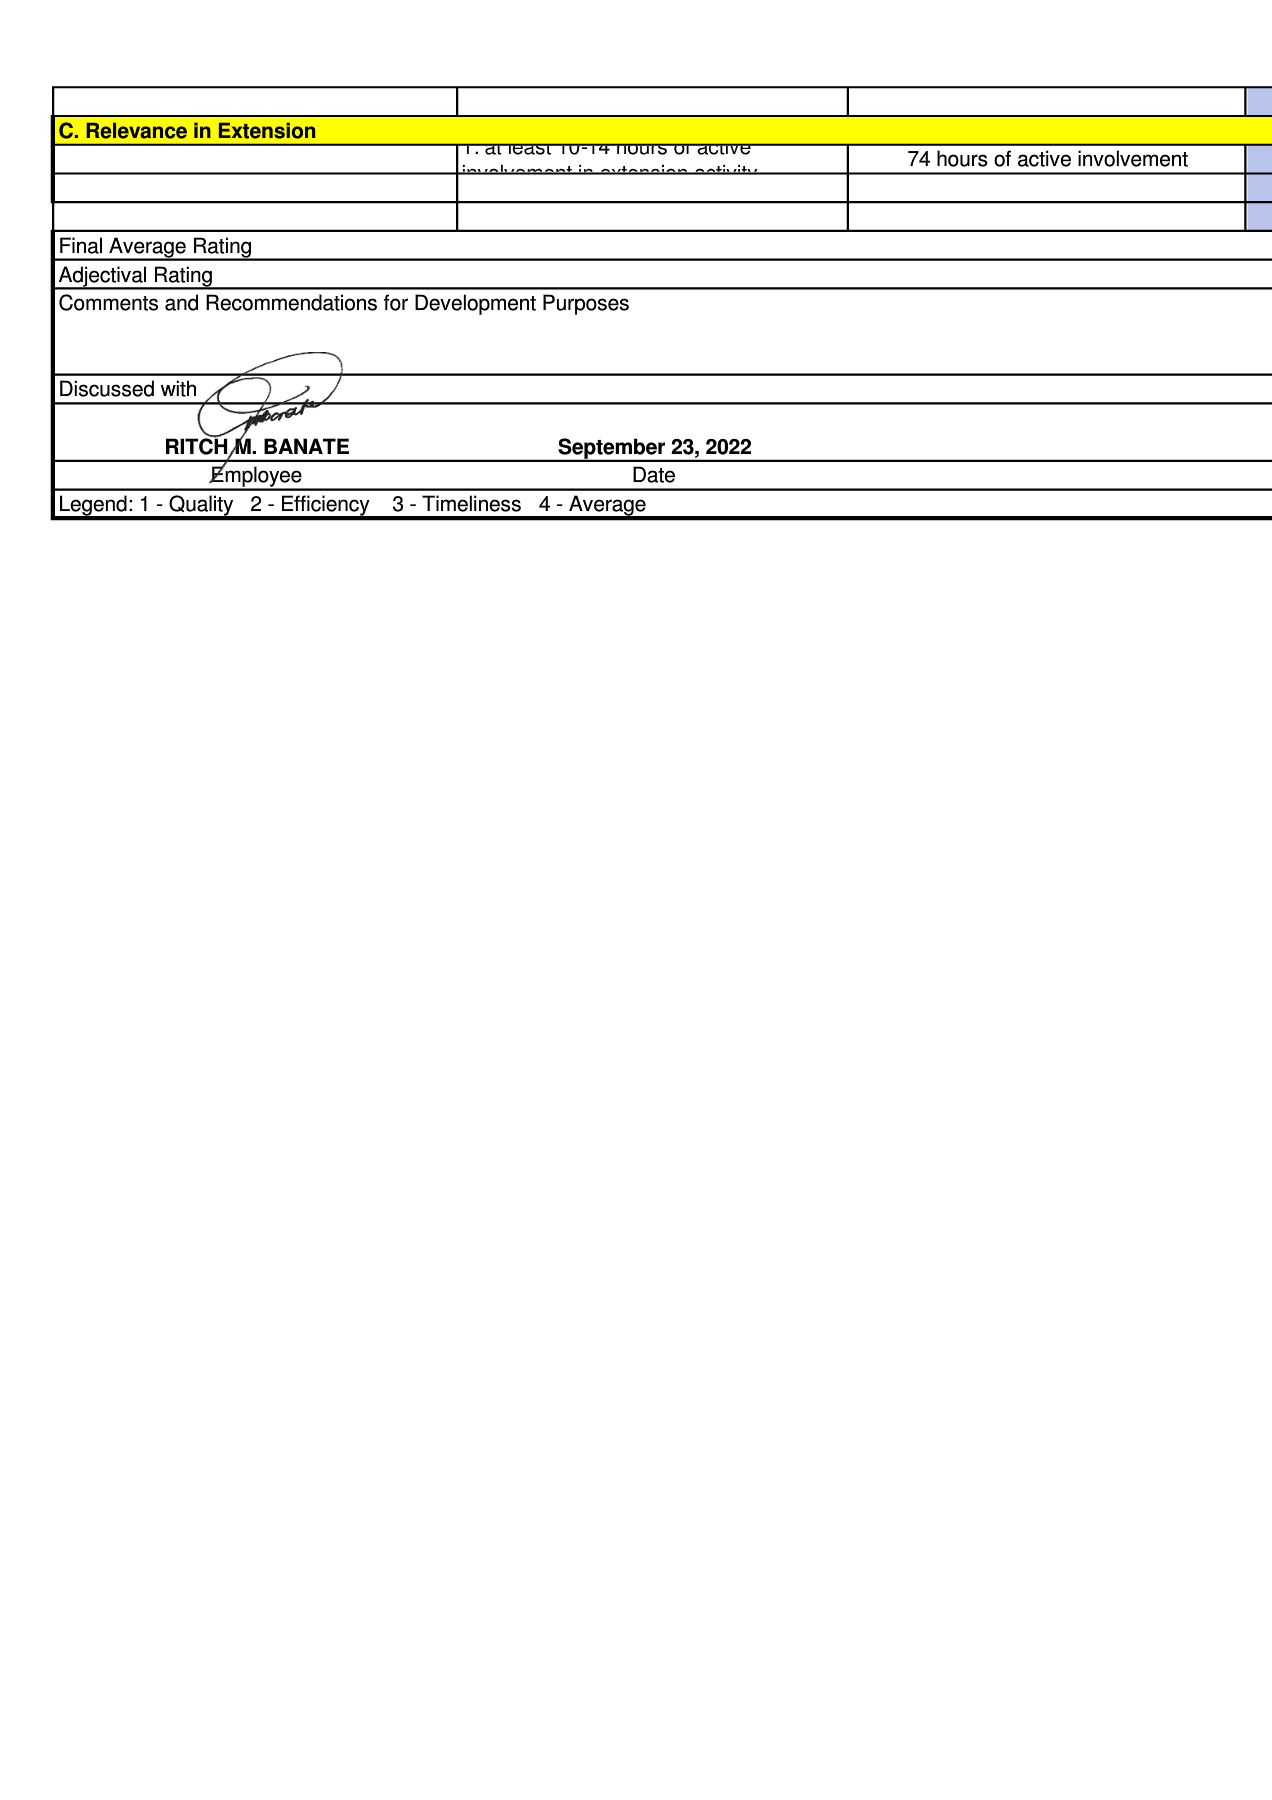 C. Relevance in Extension
1. at least 10-14 hours of active
involvement in extension activity
74 hours of active involvement
Final Average Rating
Adjectival Rating
Comments and Recommendations for Development Purposes
Discussed with
RITCH M. BANATE
September 23, 2022
Employee
Date
Legend: 1 - Quality 2 - Efficiency 3 - Timeliness 4 - Average